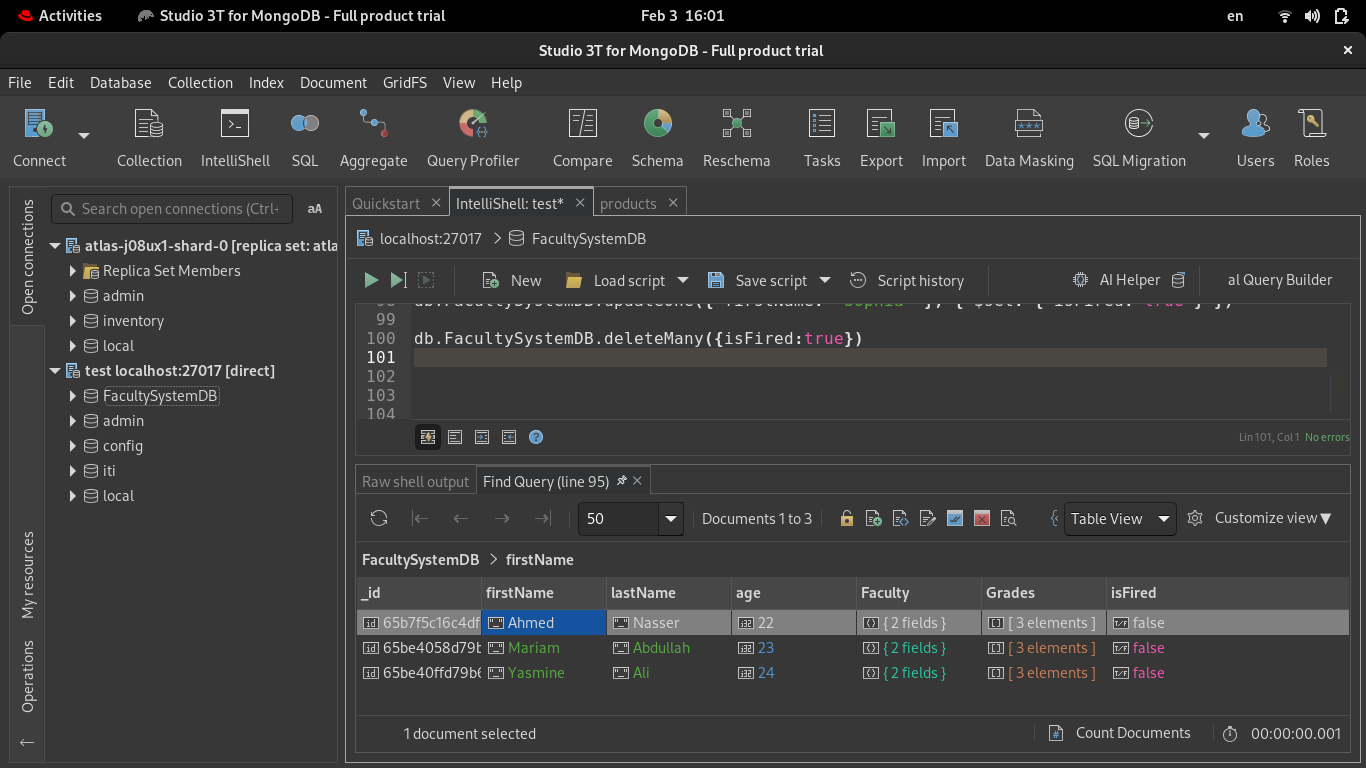 Activities Studio 3T for MongoDB - Full product trial Feb 3 16:01 en
Studio 3T for MongoDB - Full product trial ×
File Edit Database Collection Index Document GridFS View Help
Connect Collection IntelliShell SQL Aggregate Query Profiler Compare Schema Reschema Tasks Export Import Data Masking SQL Migration Users Roles
Open connections
My resources
Operations
Search open connections (Ctrl- aA
atlas-j08ux1-shard-0 [replica set: atla
Replica Set Members
admin
inventory
local
test localhost:27017 [direct]
FacultySystemDB
admin
config
iti
local
Quickstart × IntelliShell: test* × products ×
localhost:27017 > FacultySystemDB
New Load script Save script Script history AI Helper al Query Builder
99
100 db.FacultySystemDB.deleteMany({isFired:true})
101
102
103
104
Lin 101, Col 1 No errors
Raw shell output Find Query (line 95) ×
50 Documents 1 to 3 Table View Customize view▼
FacultySystemDB > firstName
_id firstName lastName age Faculty Grades isFired
65b7f5c16c4df Ahmed Nasser 22 { 2 fields } [ 3 elements ] false
65be4058d79b Mariam Abdullah 23 { 2 fields } [ 3 elements ] false
65be40ffd79b6 Yasmine Ali 24 { 2 fields } [ 3 elements ] false
1 document selected Count Documents 00:00:00.001